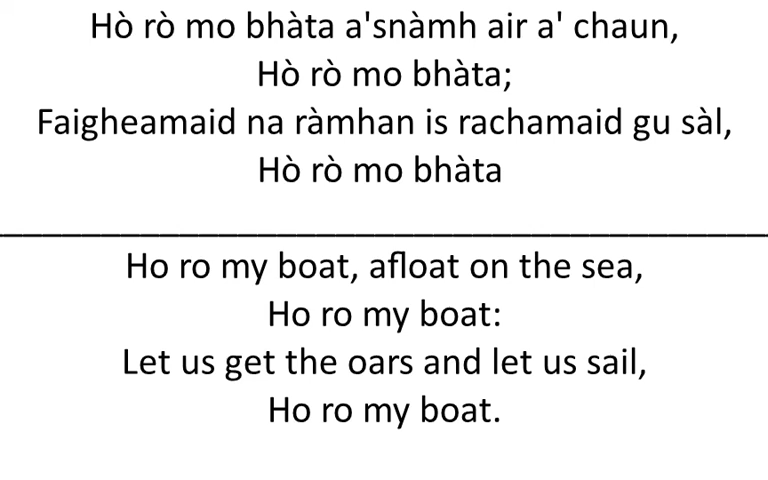 Hò rò mo bhàta a'snàmh air a' chaun,
Hò rò mo bhàta;
Faigheamaid na ràmhan is rachamaid gu sàl,
Hò rò mo bhàta
Ho ro my boat, afloat on the sea,
Ho ro my boat:
Let us get the oars and let us sail,
Ho ro my boat.